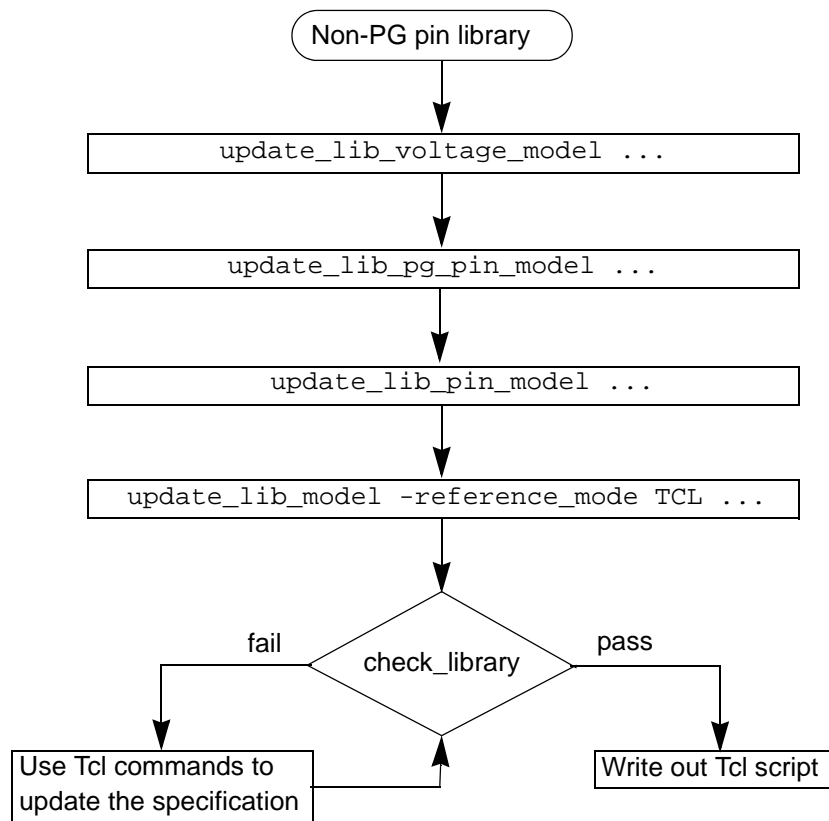 Non-PG pin library
update_lib_voltage_model ...
update_lib_pg_pin_model ...
update_lib_pin_model ...
update_lib_model -reference_mode TCL ...
fail
check_library
pass
Use Tcl commands to
update the specification
Write out Tcl script